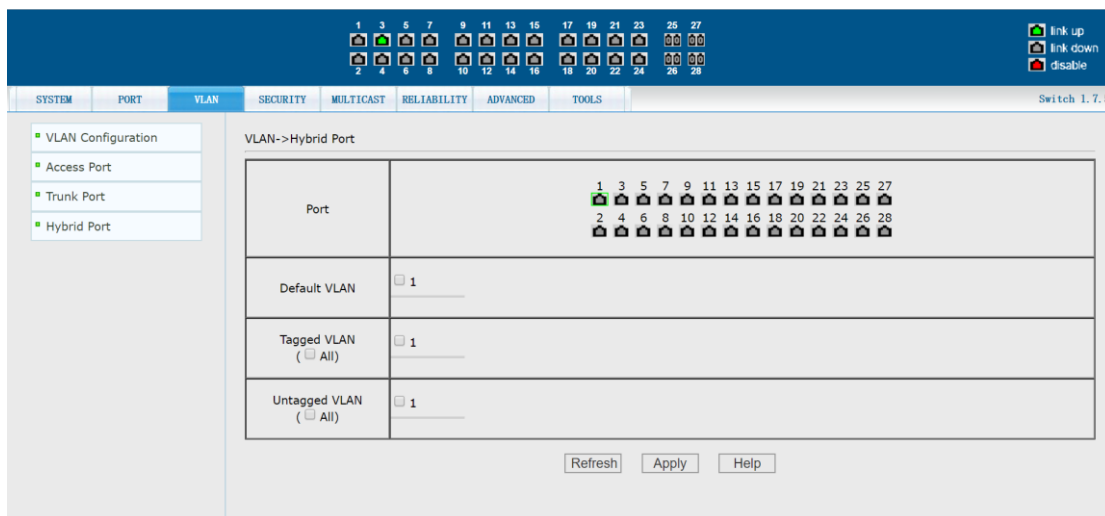 1 3 5 7 9 11 13 15 17 19 21 23 25 27
2 4 6 8 10 12 14 16 18 20 22 24 26 28
link up
link down
disable
SYSTEM PORT VLAN SECURITY MULTICAST RELIABILITY ADVANCED TOOLS Switch 1.7.
VLAN Configuration
Access Port
Trunk Port
Hybrid Port
VLAN->Hybrid Port
Port
1 3 5 7 9 11 13 15 17 19 21 23 25 27
2 4 6 8 10 12 14 16 18 20 22 24 26 28
Default VLAN
1
Tagged VLAN
( All)
1
Untagged VLAN
( All)
1
Refresh Apply Help